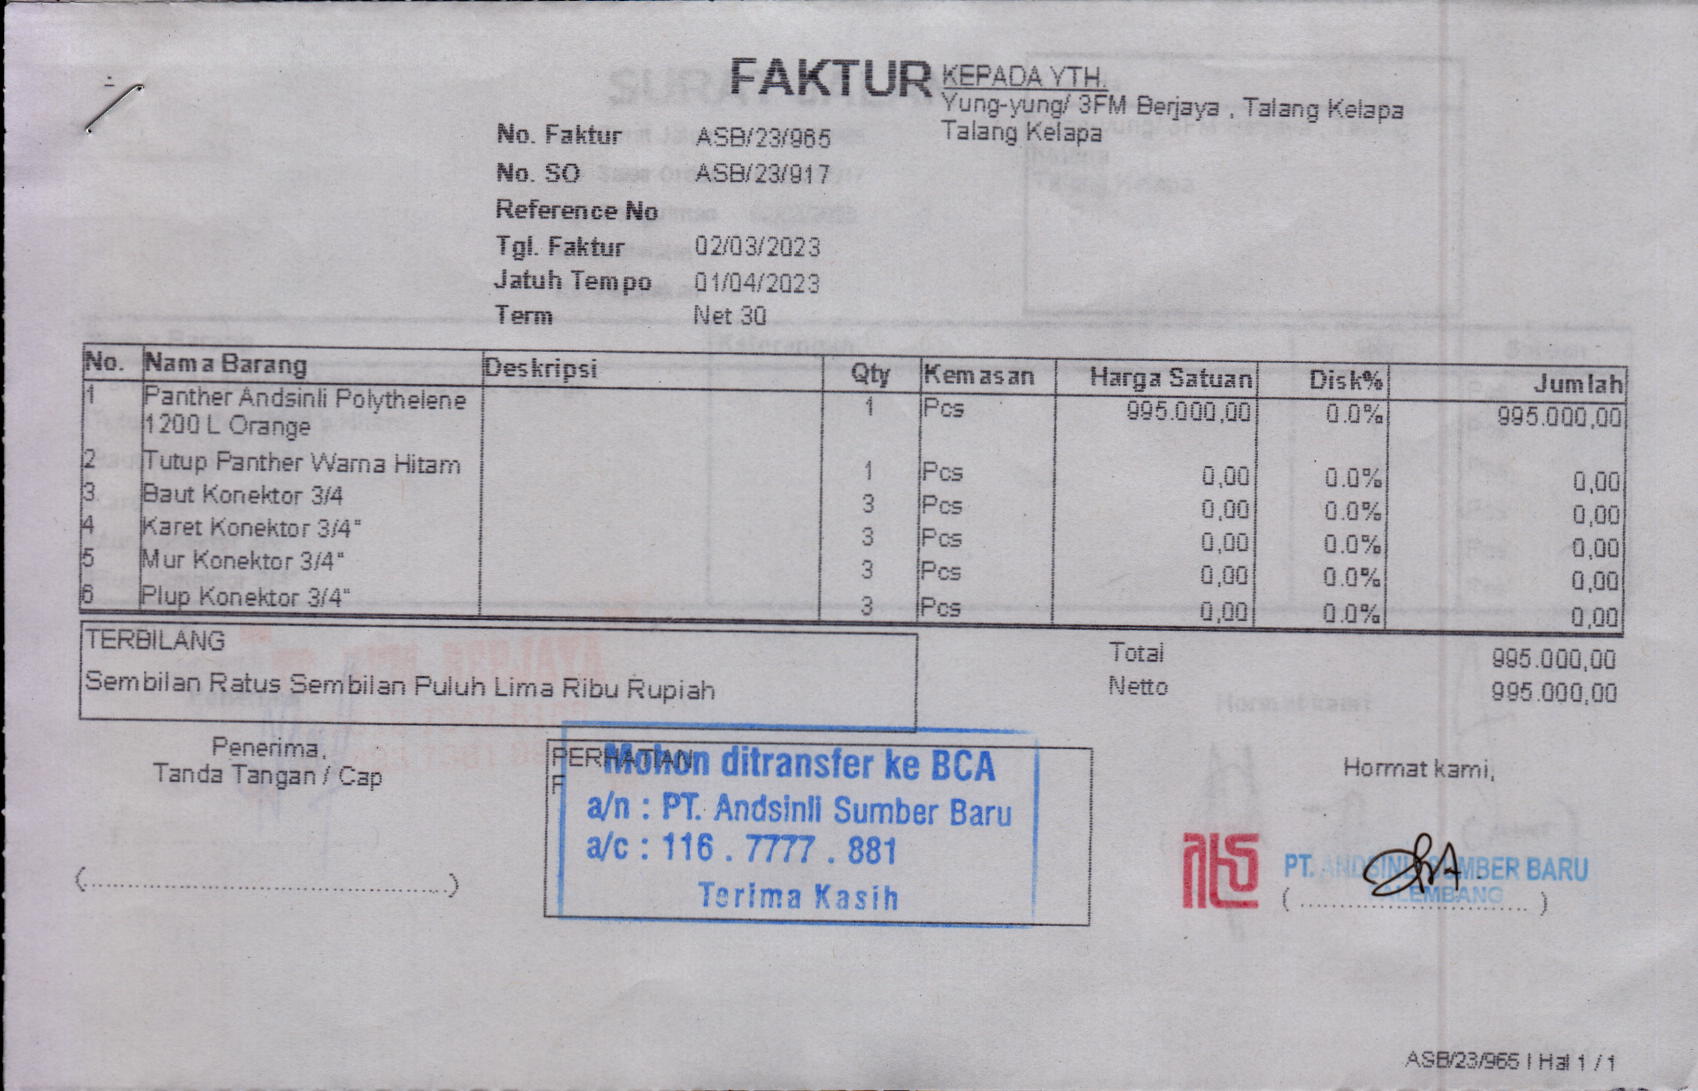 FAKTUR
KEPADA YTH.
Yung-yung/ 3FM Berjaya , Talang Kelapa
Talang Kelapa
No. Faktur ASB/23/965
No. SO ASB/23/917
Reference No
Tgl. Faktur 02/03/2023
Jatuh Tempo 01/04/2023
Term Net 30
No. Nama Barang Deskripsi Qty Kemasan Harga Satuan Disk% Jumlah
1 Panther Andsinli Polythelene 1 Pcs 995.000,00 0.0% 995.000,00
1200 L Orange
2 Tutup Panther Warna Hitam 1 Pcs 0,00 0.0% 0,00
3 Baut Konektor 3/4 3 Pcs 0,00 0.0% 0,00
4 Karet Konektor 3/4" 3 Pcs 0,00 0.0% 0,00
5 Mur Konektor 3/4" 3 Pcs 0,00 0.0% 0,00
6 Plup Konektor 3/4" 3 Pcs 0,00 0.0% 0,00
TERBILANG
Sembilan Ratus Sembilan Puluh Lima Ribu Rupiah
Total 995.000,00
Netto 995.000,00
Penerima,
Tanda Tangan / Cap
(...................................................)
PERHATIAN
F
Mohon ditransfer ke BCA
a/n : PT. Andsinli Sumber Baru
a/c : 116 . 7777 . 881
Terima Kasih
Hormat kami,
PT. ANDSINLI SUMBER BARU
PALEMBANG
( ................................ )
ASB/23/965 | Hal 1 / 1